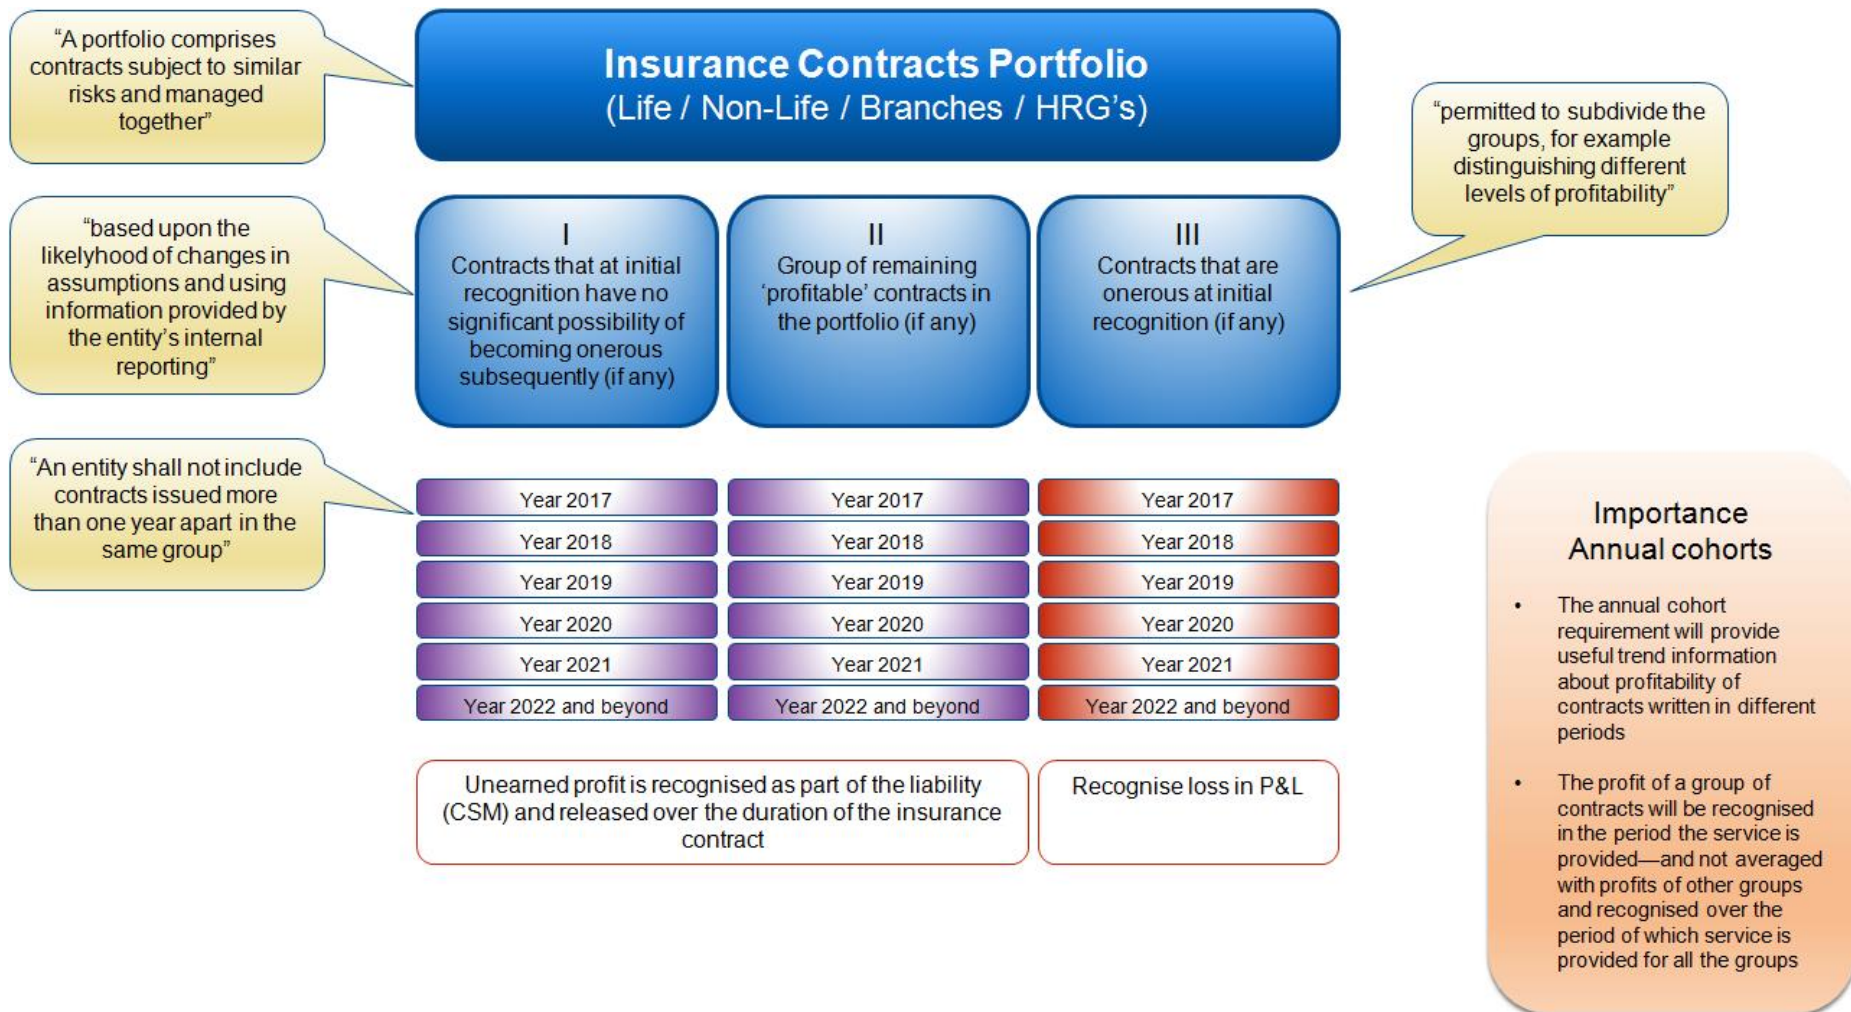 “A portfolio comprises
contracts subject to similar
risks and managed
together”
Insurance Contracts Portfolio
(Life / Non-Life / Branches / HRG’s)
“permitted to subdivide the
groups, for example
distinguishing different
levels of profitability”
“based upon the
likelyhood of changes in
assumptions and using
information provided by
the entity’s internal
reporting”
I
Contracts that at initial
recognition have no
significant possibility of
becoming onerous
subsequently (if any)
II
Group of remaining
‘profitable’ contracts in
the portfolio (if any)
III
Contracts that are
onerous at initial
recognition (if any)
“An entity shall not include
contracts issued more
than one year apart in the
same group”
Year 2017
Year 2018
Year 2019
Year 2020
Year 2021
Year 2022 and beyond
Year 2017
Year 2018
Year 2019
Year 2020
Year 2021
Year 2022 and beyond
Year 2017
Year 2018
Year 2019
Year 2020
Year 2021
Year 2022 and beyond
Unearned profit is recognised as part of the liability
(CSM) and released over the duration of the insurance
contract
Recognise loss in P&L
Importance
Annual cohorts
• The annual cohort
requirement will provide
useful trend information
about profitability of
contracts written in different
periods
• The profit of a group of
contracts will be recognised
in the period the service is
provided—and not averaged
with profits of other groups
and recognised over the
period of which service is
provided for all the groups